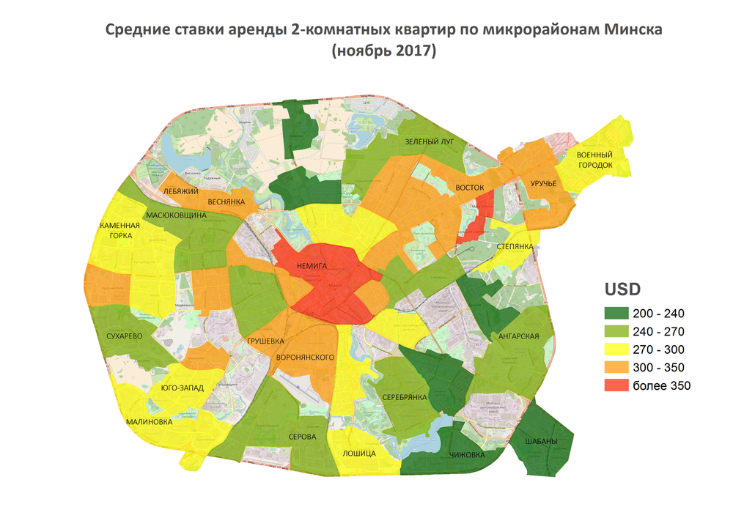 Средние ставки аренды 2-комнатных квартир по микрорайонам Минска
(ноябрь 2017)
ЗЕЛЕНЫЙ ЛУГ
ВОЕННЫЙ
ГОРОДОК
ЛЕБЯЖИЙ
ВОСТОК
УРУЧЬЕ
ВЕСНЯНКА
МАСЮКОВЩИНА
КАМЕННАЯ
ГОРКА
СТЕПЯНКА
НЕМИГА
USD
200 - 240
240 - 270
270 - 300
300 - 350
более 350
СУХАРЕВО
ГРУШЕВКА
АНГАРСКАЯ
ВОРОНЯНСКОГО
ЮГО-ЗАПАД
СЕРЕБРЯНКА
МАЛИНОВКА
СЕРОВА
ШАБАНЫ
ЛОШИЦА
ЧИЖОВКА